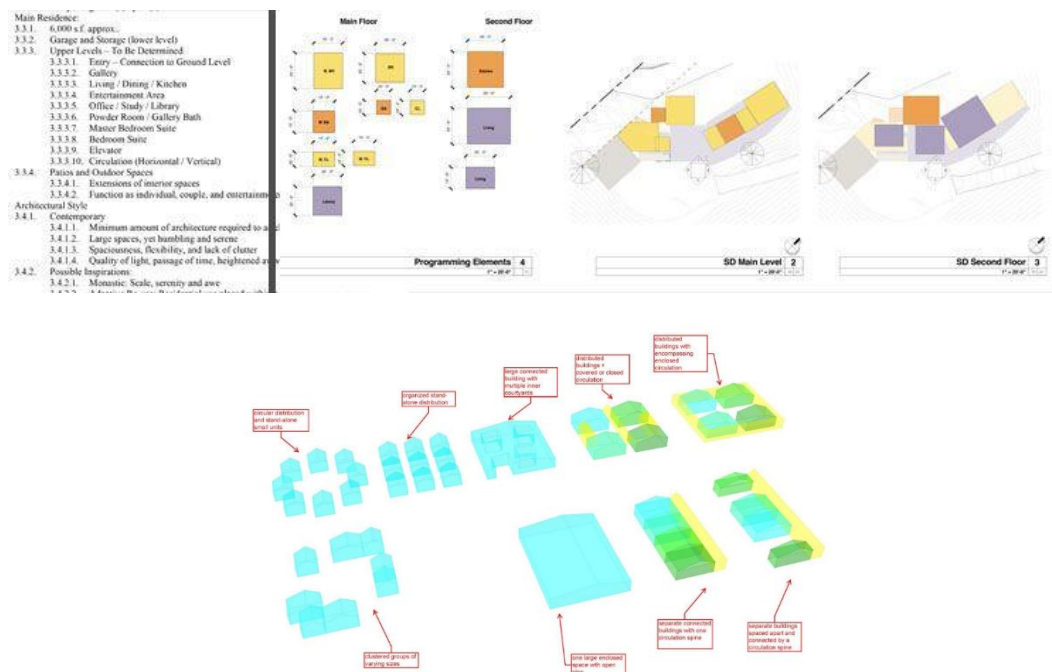 Main Residence:
3.3.1. 6,000 s.f. approx..
3.3.2. Garage and Storage (lower level)
3.3.3. Upper Levels – To Be Determined
3.3.3.1. Entry – Connection to Ground Level
3.3.3.2. Gallery
3.3.3.3. Living / Dining / Kitchen
3.3.3.4. Entertainment Area
3.3.3.5. Office / Study / Library
3.3.3.6. Powder Room / Gallery Bath
3.3.3.7. Master Bedroom Suite
3.3.3.8. Bedroom Suite
3.3.3.9. Elevator
3.3.3.10. Circulation (Horizontal / Vertical)
3.3.4. Patios and Outdoor Spaces
3.3.4.1. Extensions of interior spaces
3.3.4.2. Function as individual, couple, and
Architectural Style
3.4.1. Contemporary
3.4.1.1. Minimum amount of architecture required to
3.4.1.2. Large spaces, yet humbling and serene
3.4.1.3. Spaciousness, flexibility, and lack of clutter
3.4.1.4. Quality of light, passage of time, heightened
3.4.2. Possible Inspirations:
3.4.2.1. Monastic: Scale, serenity and awe
Main Floor
Second Floor
Living
Living
Programming Elements 4
1" = 20'-0"
SD Main Level 2
1" = 20'-0"
SD Second Floor 3
1" = 20'-0"
circular distribution
and stand-alone
small units
organized stand-
alone distribution
large connected
building with
multiple inner
courtyards
distributed
buildings +
covered or closed
circulation
distributed
buildings with
encompassing
enclosed
circulation
clustered groups of
varying sizes
one large enclosed
space with open
separate connected
buildings with one
circulation spine
separate buildings
spaced apart and
connected by a
circulation spine